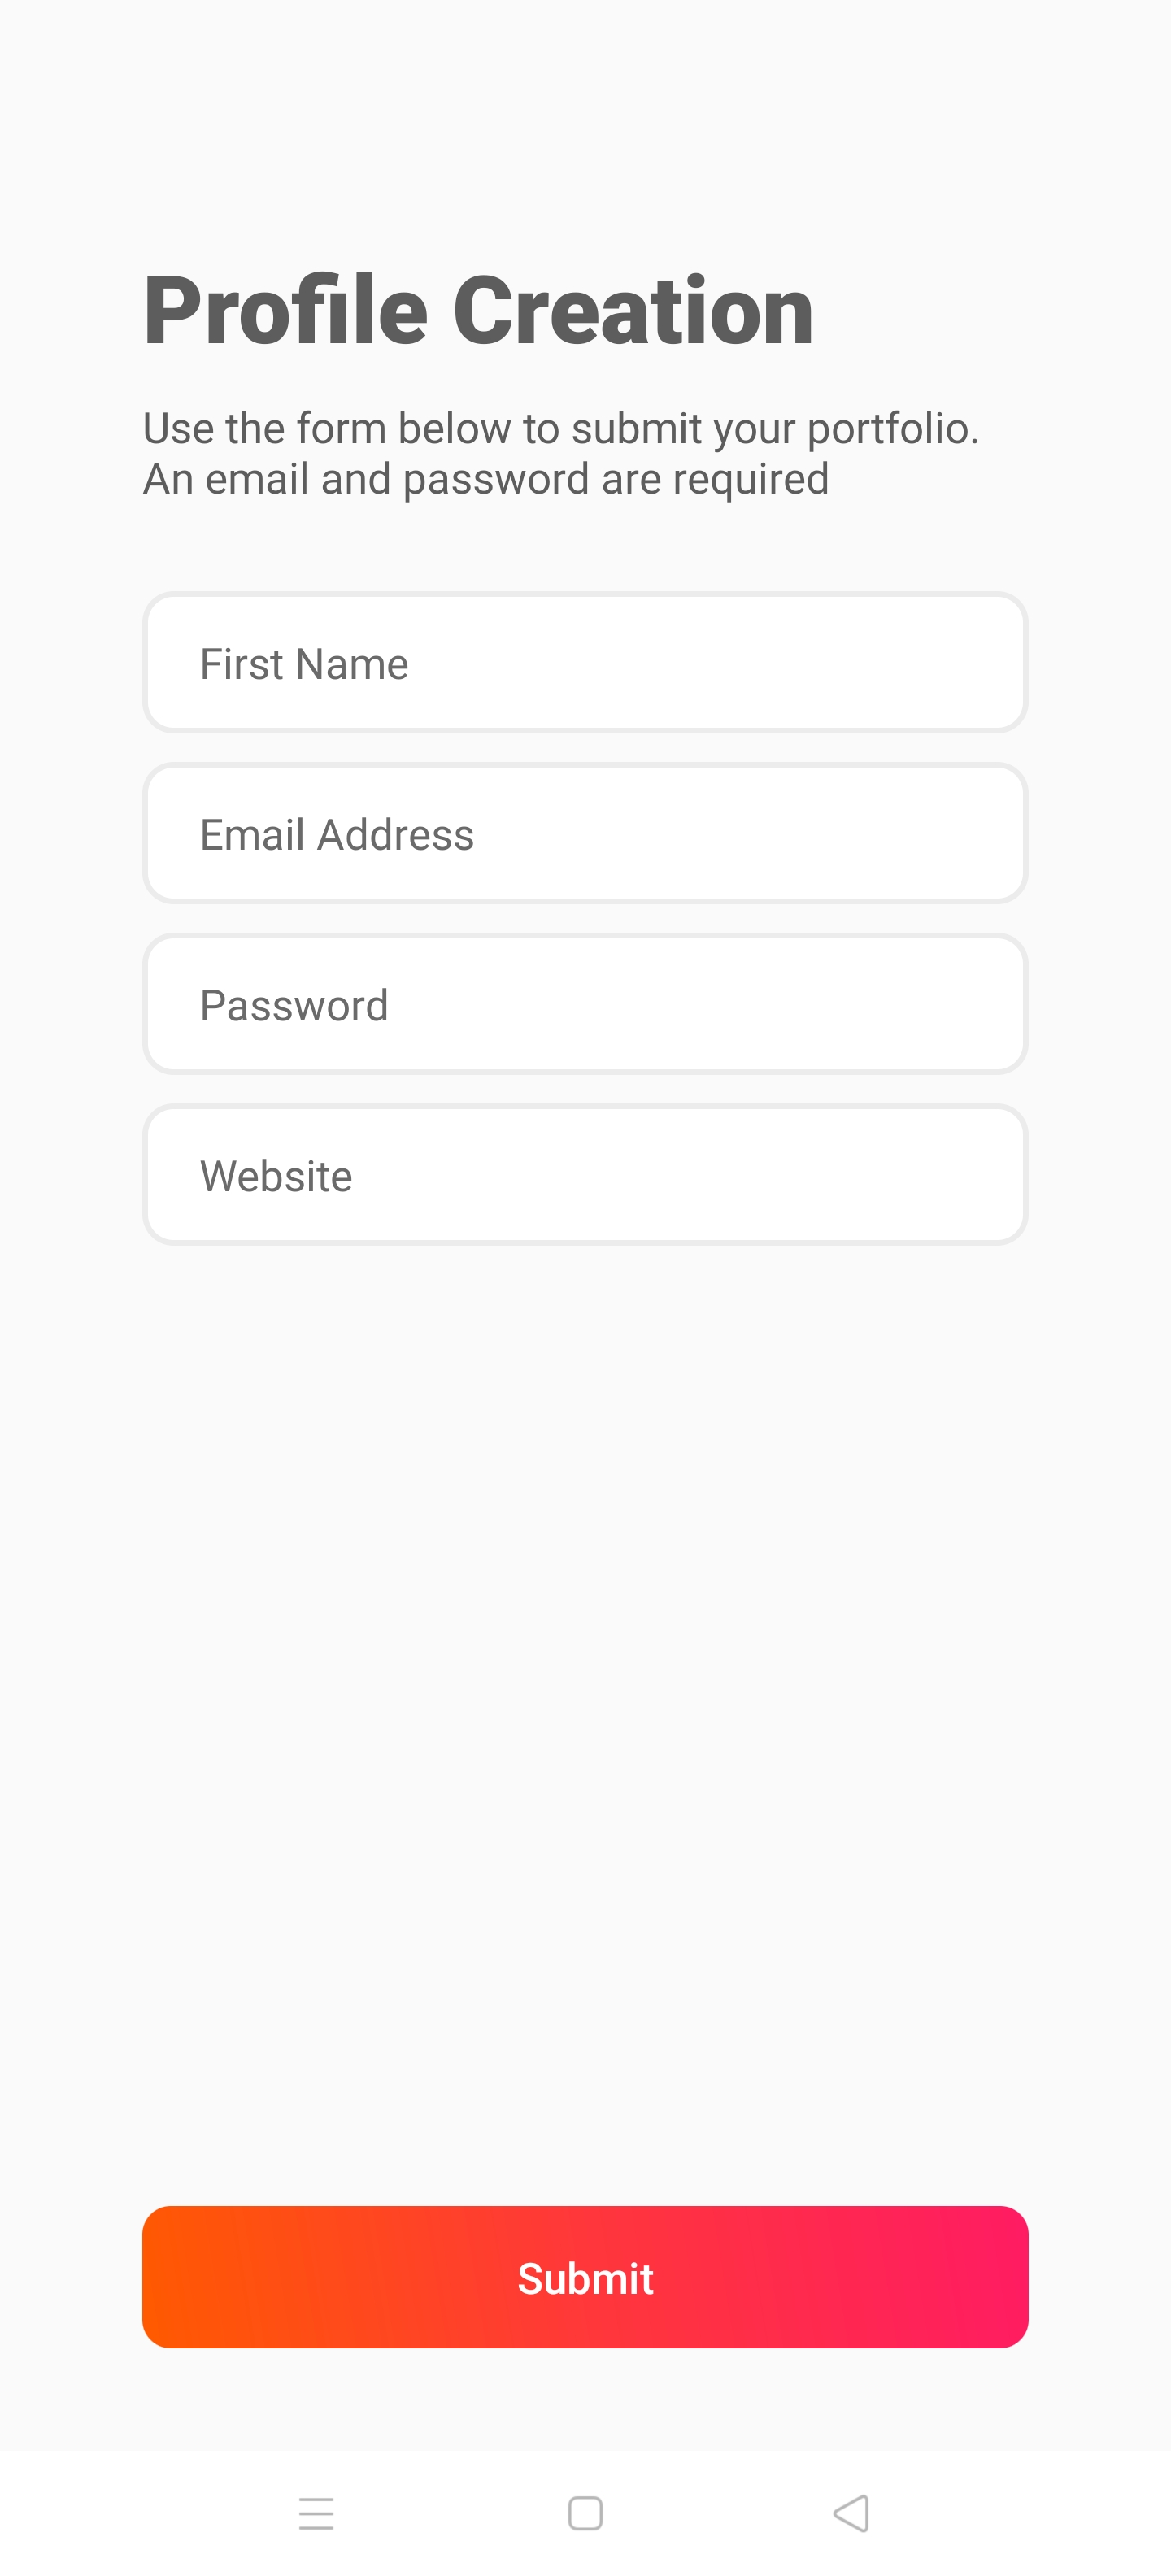 Profile Creation
Use the form below to submit your portfolio.
An email and password are required
First Name
Email Address
Password
Website
Submit